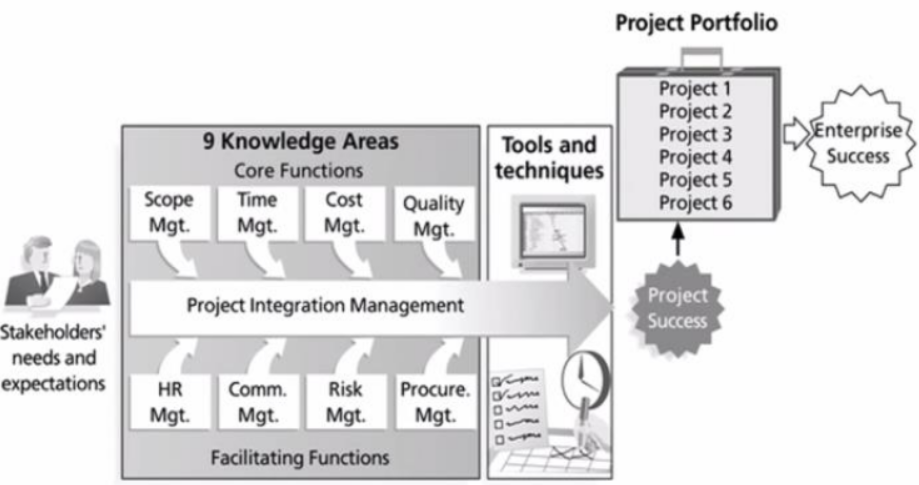 Project Portfolio
Project 1
Project 2
Project 3
Project 4
Project 5
Project 6
Enterprise
Success
9 Knowledge Areas
Core Functions
Scope
Mgt.
Time
Mgt.
Cost
Mgt.
Quality
Mgt.
Tools and
techniques
Stakeholders'
needs and
expectations
Project Integration Management
Project
Success
HR
Mgt.
Comm.
Mgt.
Risk
Mgt.
Procure.
Mgt.
Facilitating Functions